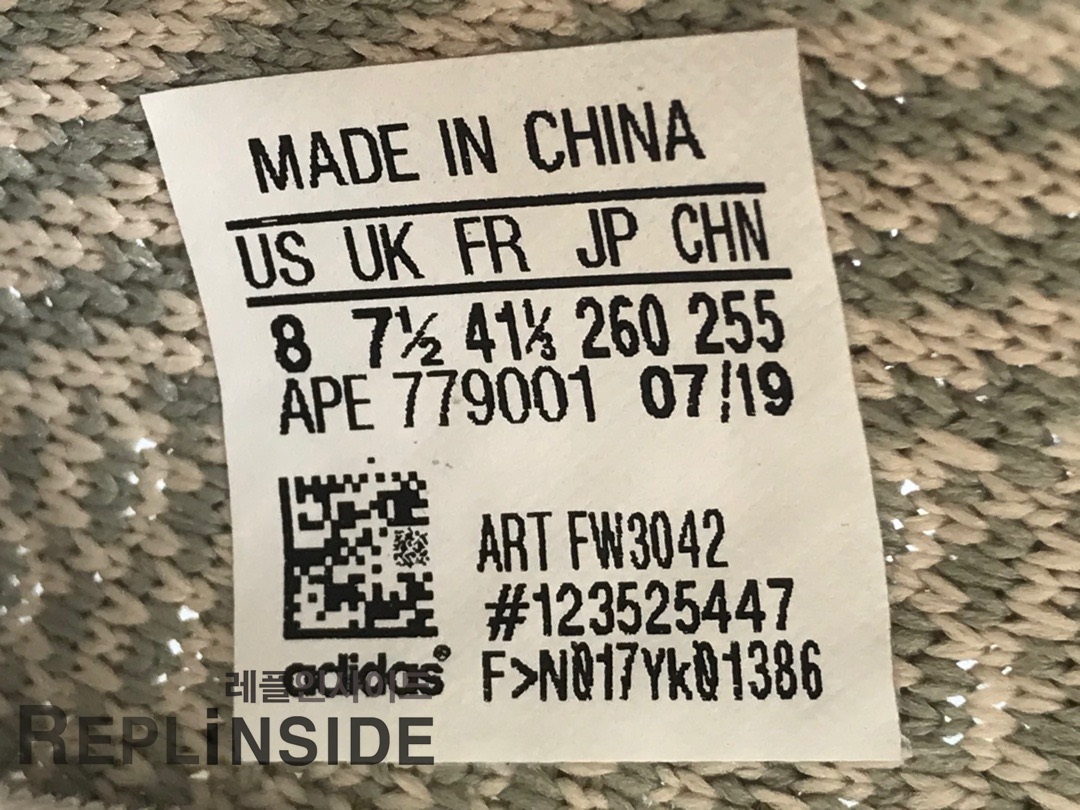 MADE IN CHINA
US UK FR JP CHN
8 7½ 41⅓ 260 255
APE 779001 07/19
ART FW3042
#123525447
F>N017Yk01386
adidas®
레플인사이드
REPLiNSIDE